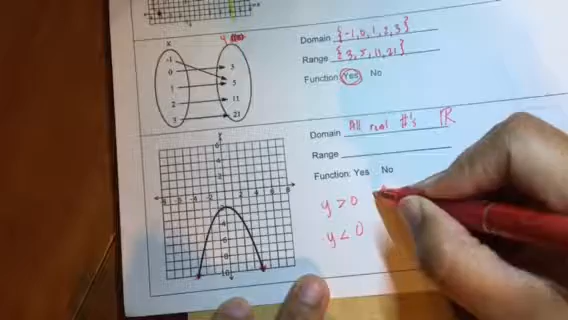 x
y
-1
0
1
2
3
3
5
11
21
Domain {-1, 0, 1, 2, 3}
Range {3, 5, 11, 21}
Function: Yes No
Domain All real #'s ℝ
Range
Function: Yes No
y > 0
y < 0